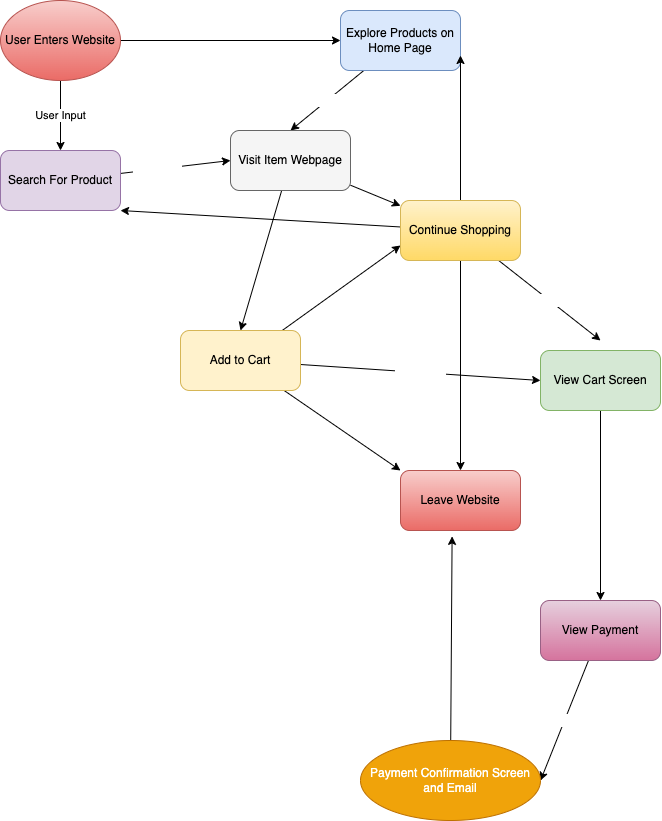 User Enters Website
Explore Products on
Home Page
User Input
Visit Item Webpage
Search For Product
Continue Shopping
Add to Cart
View Cart Screen
Leave Website
View Payment
Payment Confirmation Screen
and Email